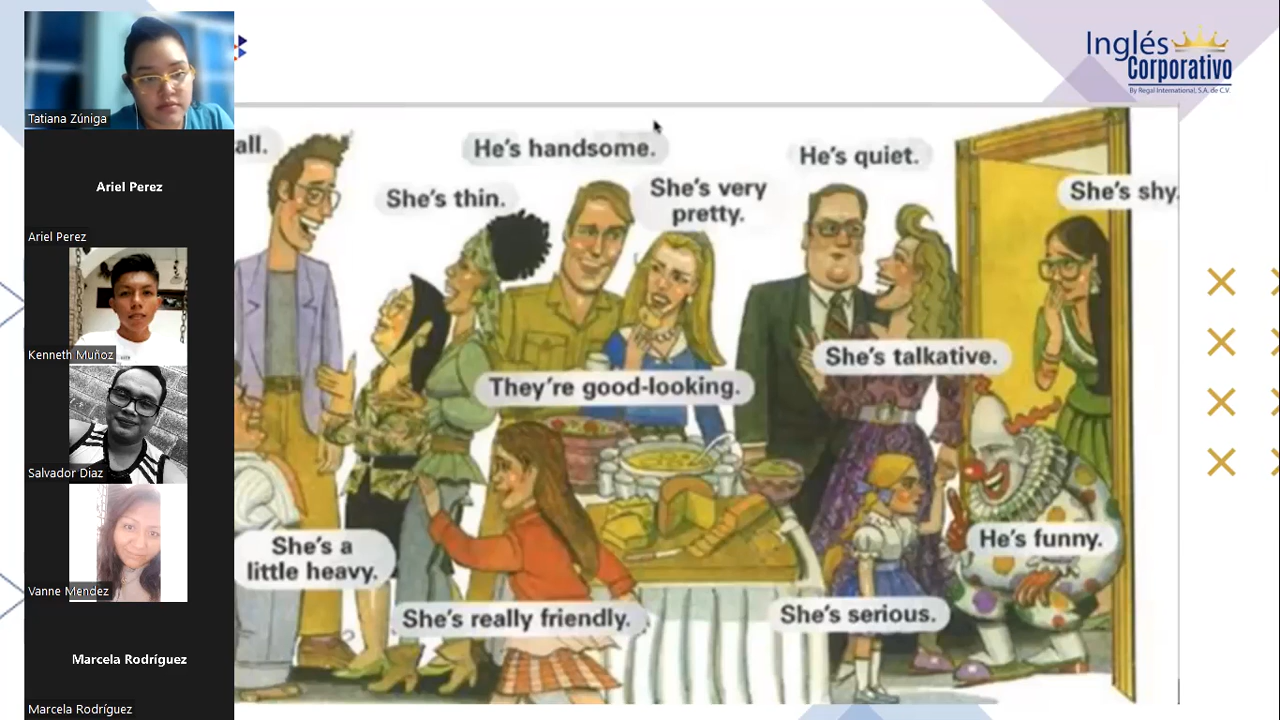 Tatiana Zúniga
Ariel Perez
Ariel Perez
Kenneth Muñoz
Salvador Diaz
Vanne Mendez
Marcela Rodríguez
Marcela Rodríguez
Inglés
Corporativo
By Regal International, S.A. de C.V.
all.
He's handsome.
He's quiet.
She's thin.
She's very
pretty.
She's shy.
She's talkative.
They're good-looking.
She's a
little heavy.
He's funny.
She's really friendly.
She's serious.